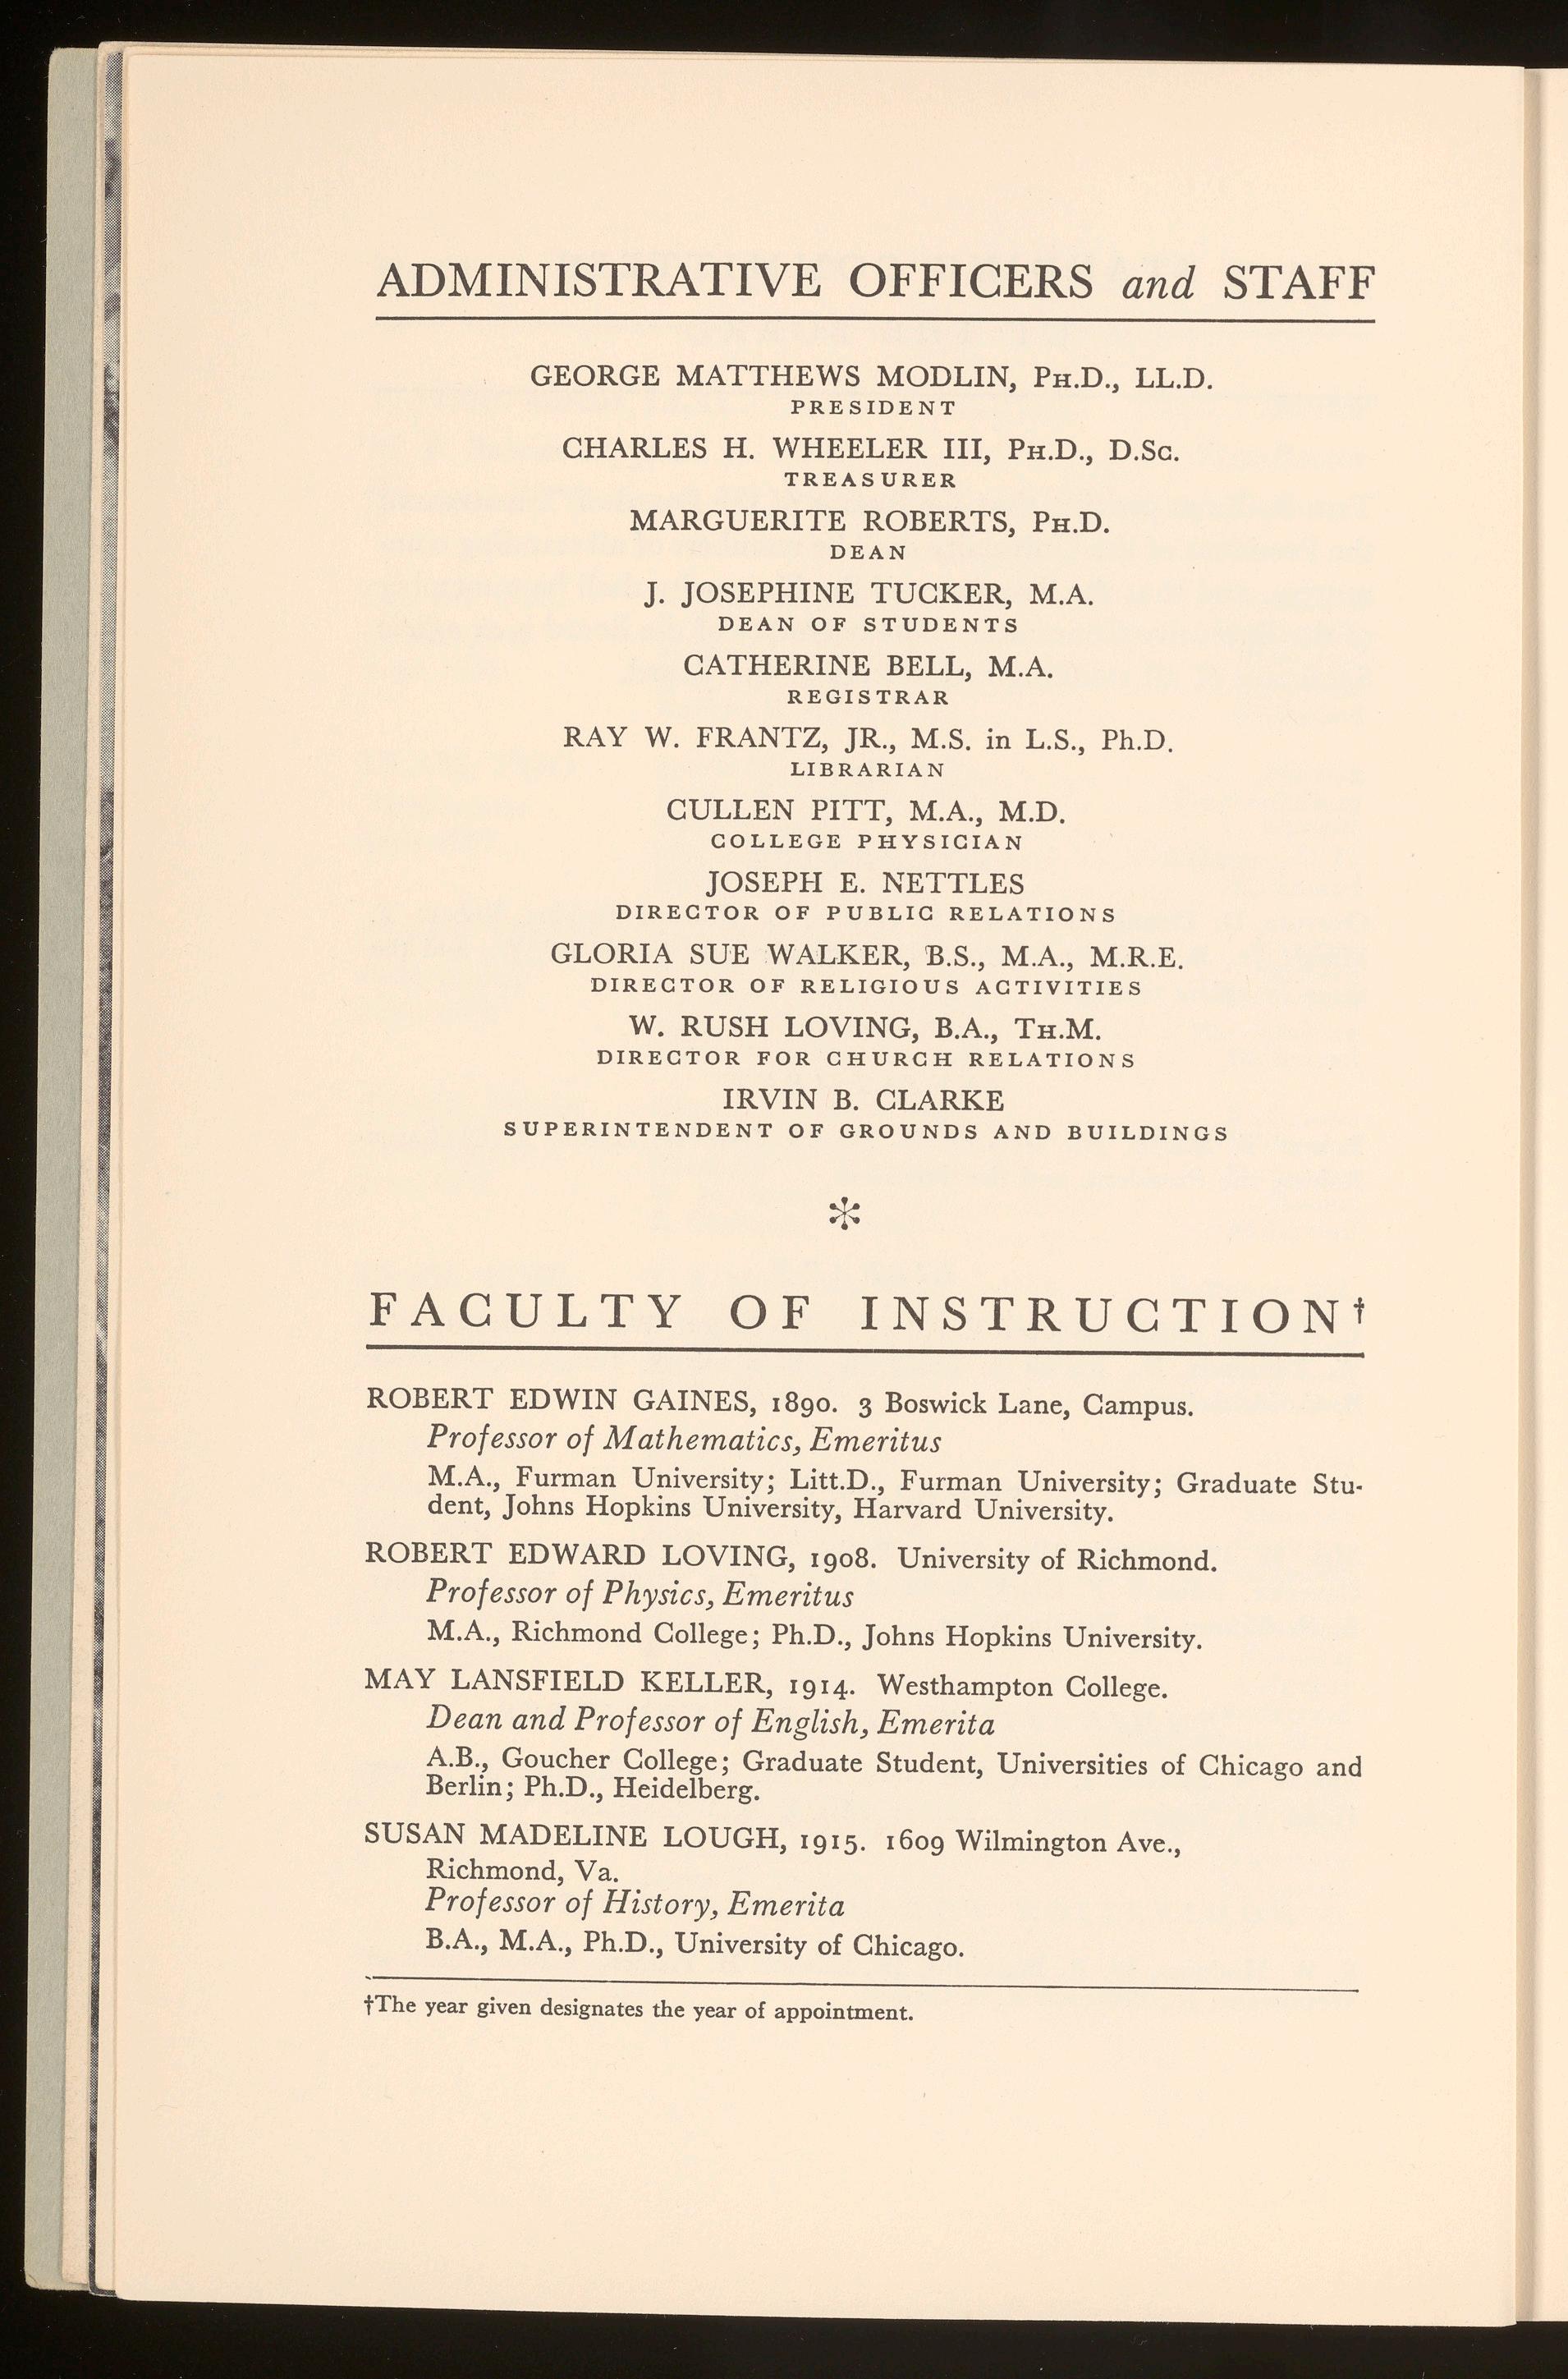 ADMINISTRATIVE OFFICERS and STAFF
GEORGE MATTHEWS MODLIN, PH.D., LL.D.
PRESIDENT
CHARLES H. WHEELER III, PH.D., D.Sc.
TREASURER
MARGUERITE ROBERTS, PH.D.
DEAN
J. JOSEPHINE TUCKER, M.A.
DEAN OF STUDENTS
CATHERINE BELL, M.A.
REGISTRAR
RAY W. FRANTZ, JR., M.S. in L.S., Ph.D.
LIBRARIAN
CULLEN PITT, M.A., M.D.
COLLEGE PHYSICIAN
JOSEPH E. NETTLES
DIRECTOR OF PUBLIC RELATIONS
GLORIA SUE WALKER, B.S., M.A., M.R.E.
DIRECTOR OF RELIGIOUS ACTIVITIES
W. RUSH LOVING, B.A., TH.M.
DIRECTOR FOR CHURCH RELATIONS
IRVIN B. CLARKE
SUPERINTENDENT OF GROUNDS AND BUILDINGS
*
FACULTY OF INSTRUCTION†
ROBERT EDWIN GAINES, 1890. 3 Boswick Lane, Campus.
Professor of Mathematics, Emeritus
M.A., Furman University; Litt.D., Furman University; Graduate Stu-
dent, Johns Hopkins University, Harvard University.
ROBERT EDWARD LOVING, 1908. University of Richmond.
Professor of Physics, Emeritus
M.A., Richmond College; Ph.D., Johns Hopkins University.
MAY LANSFIELD KELLER, 1914. Westhampton College.
Dean and Professor of English, Emerita
A.B., Goucher College; Graduate Student, Universities of Chicago and
Berlin; Ph.D., Heidelberg.
SUSAN MADELINE LOUGH, 1915. 1609 Wilmington Ave.,
Richmond, Va.
Professor of History, Emerita
B.A., M.A., Ph.D., University of Chicago.
†The year given designates the year of appointment.